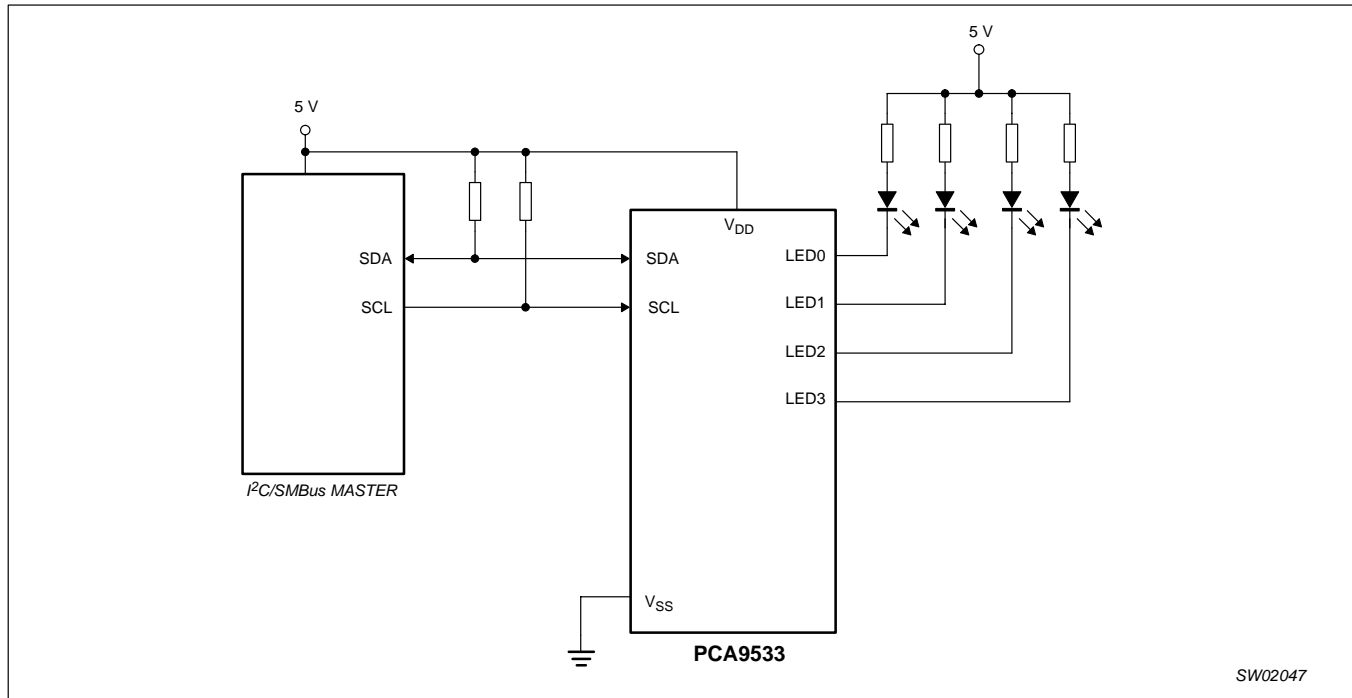 5 V
5 V
V_DD
SDA
SDA
LED0
SCL
SCL
LED1
LED2
LED3
I²C/SMBus MASTER
V_SS
PCA9533
SW02047